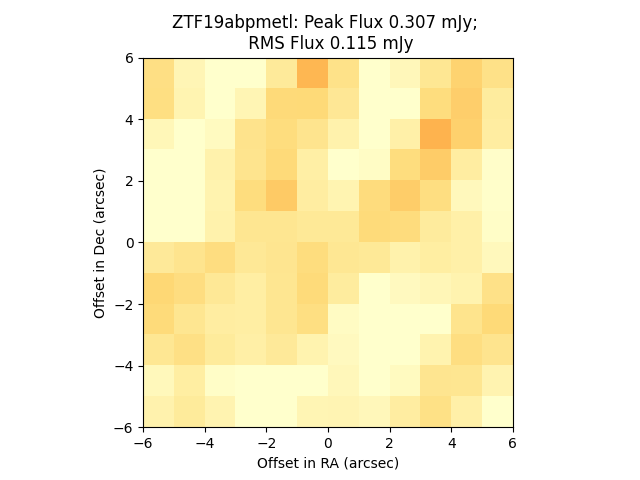 ZTF19abpmetl: Peak Flux 0.307 mJy;
RMS Flux 0.115 mJy
6
4
2
0
−2
−4
−6
Offset in Dec (arcsec)
−6 −4 −2 0 2 4 6
Offset in RA (arcsec)